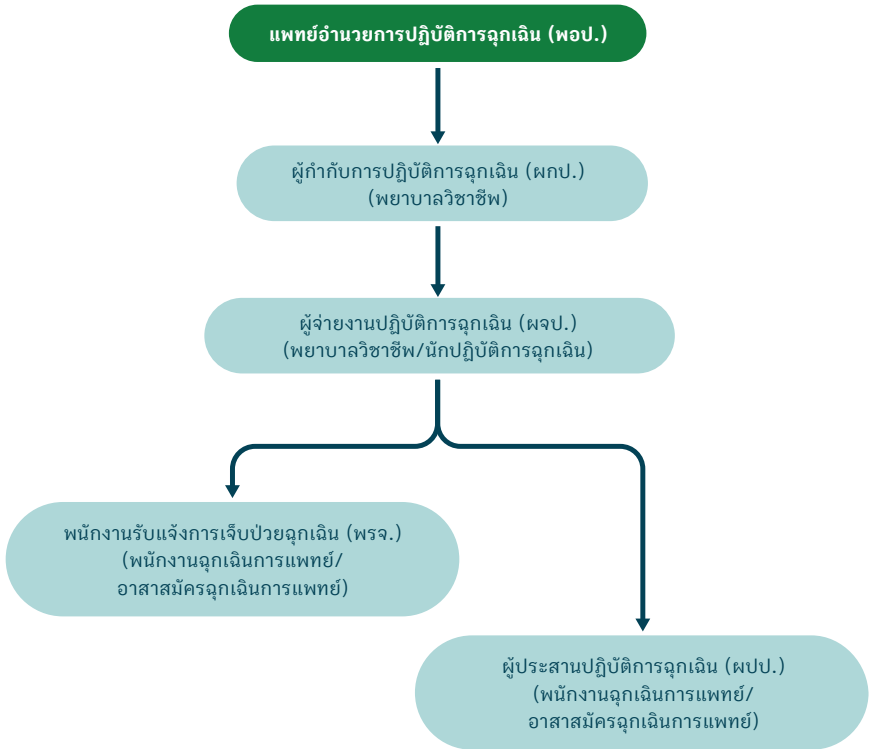 แพทย์อำนวยการปฏิบัติการฉุกเฉิน (พอป.)
ผู้กำกับการปฏิบัติการฉุกเฉิน (ผกป.)
(พยาบาลวิชาชีพ)
ผู้จ่ายงานปฏิบัติการฉุกเฉิน (ผจป.)
(พยาบาลวิชาชีพ/นักปฏิบัติการฉุกเฉิน)
พนักงานรับแจ้งการเจ็บป่วยฉุกเฉิน (พรจ.)
(พนักงานฉุกเฉินการแพทย์/
อาสาสมัครฉุกเฉินการแพทย์)
ผู้ประสานปฏิบัติการฉุกเฉิน (ผปป.)
(พนักงานฉุกเฉินการแพทย์/
อาสาสมัครฉุกเฉินการแพทย์)